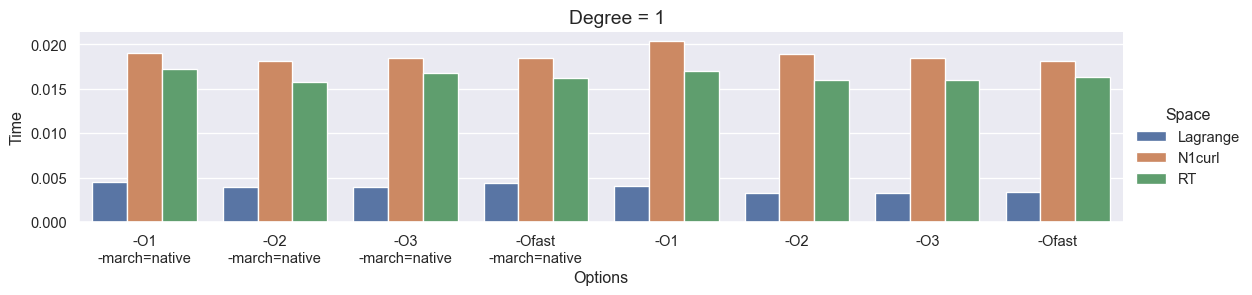 Degree = 1
Time
0.020
0.015
0.010
0.005
0.000
-O1
-march=native
-O2
-march=native
-O3
-march=native
-Ofast
-march=native
-O1
-O2
-O3
-Ofast
Options
Space
Lagrange
N1curl
RT